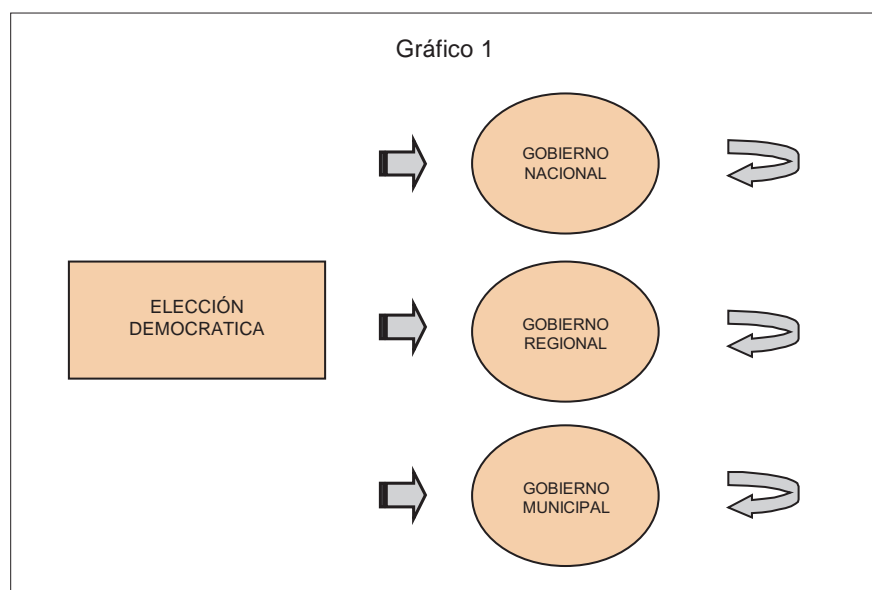 Gráfico 1
GOBIERNO
NACIONAL
ELECCIÓN
DEMOCRATICA
GOBIERNO
REGIONAL
GOBIERNO
MUNICIPAL